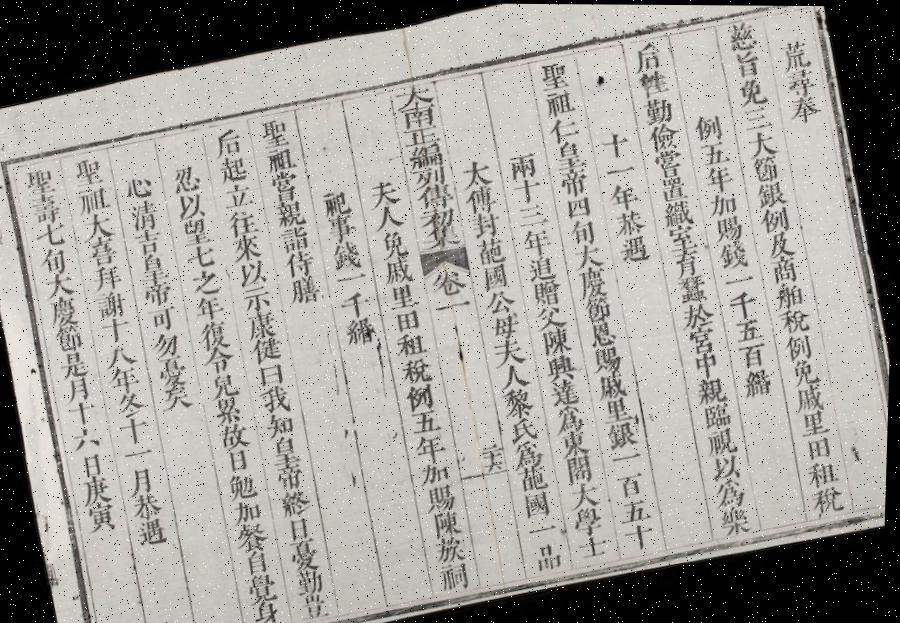 荒尋奉
慈旨免三大節銀例及商舶稅例免戚里田租稅
例五年加賜錢一千五百緡
后性勤儉嘗置織室育蠶於宮中親臨視以為樂
十一年恭遇
聖祖仁皇帝四旬大慶節恩賜戚里銀一百五十
兩十三年追贈父陳興達為東閣大學士
太傅封葩國公母夫人黎氏為葩國一品
大南正編列傳初集 卷一 二六
夫人免戚里田租稅例五年加賜陳族祠
祀事錢一千緡
聖祖嘗親詣侍膳
后起立往來以示康健曰我知皇帝終日憂勤豈
忍以望七之年復令兒累故日勉加餐自覺身
心清吉皇帝可勿憂矣
聖祖大喜拜謝十八年冬十一月恭遇
聖壽七旬大慶節是月十六日庚寅